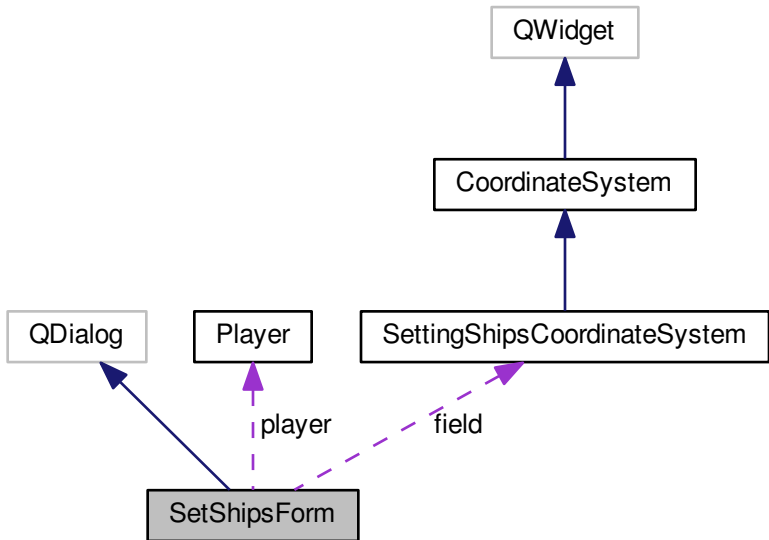 QWidget
CoordinateSystem
QDialog
Player
SettingShipsCoordinateSystem
player
field
SetShipsForm